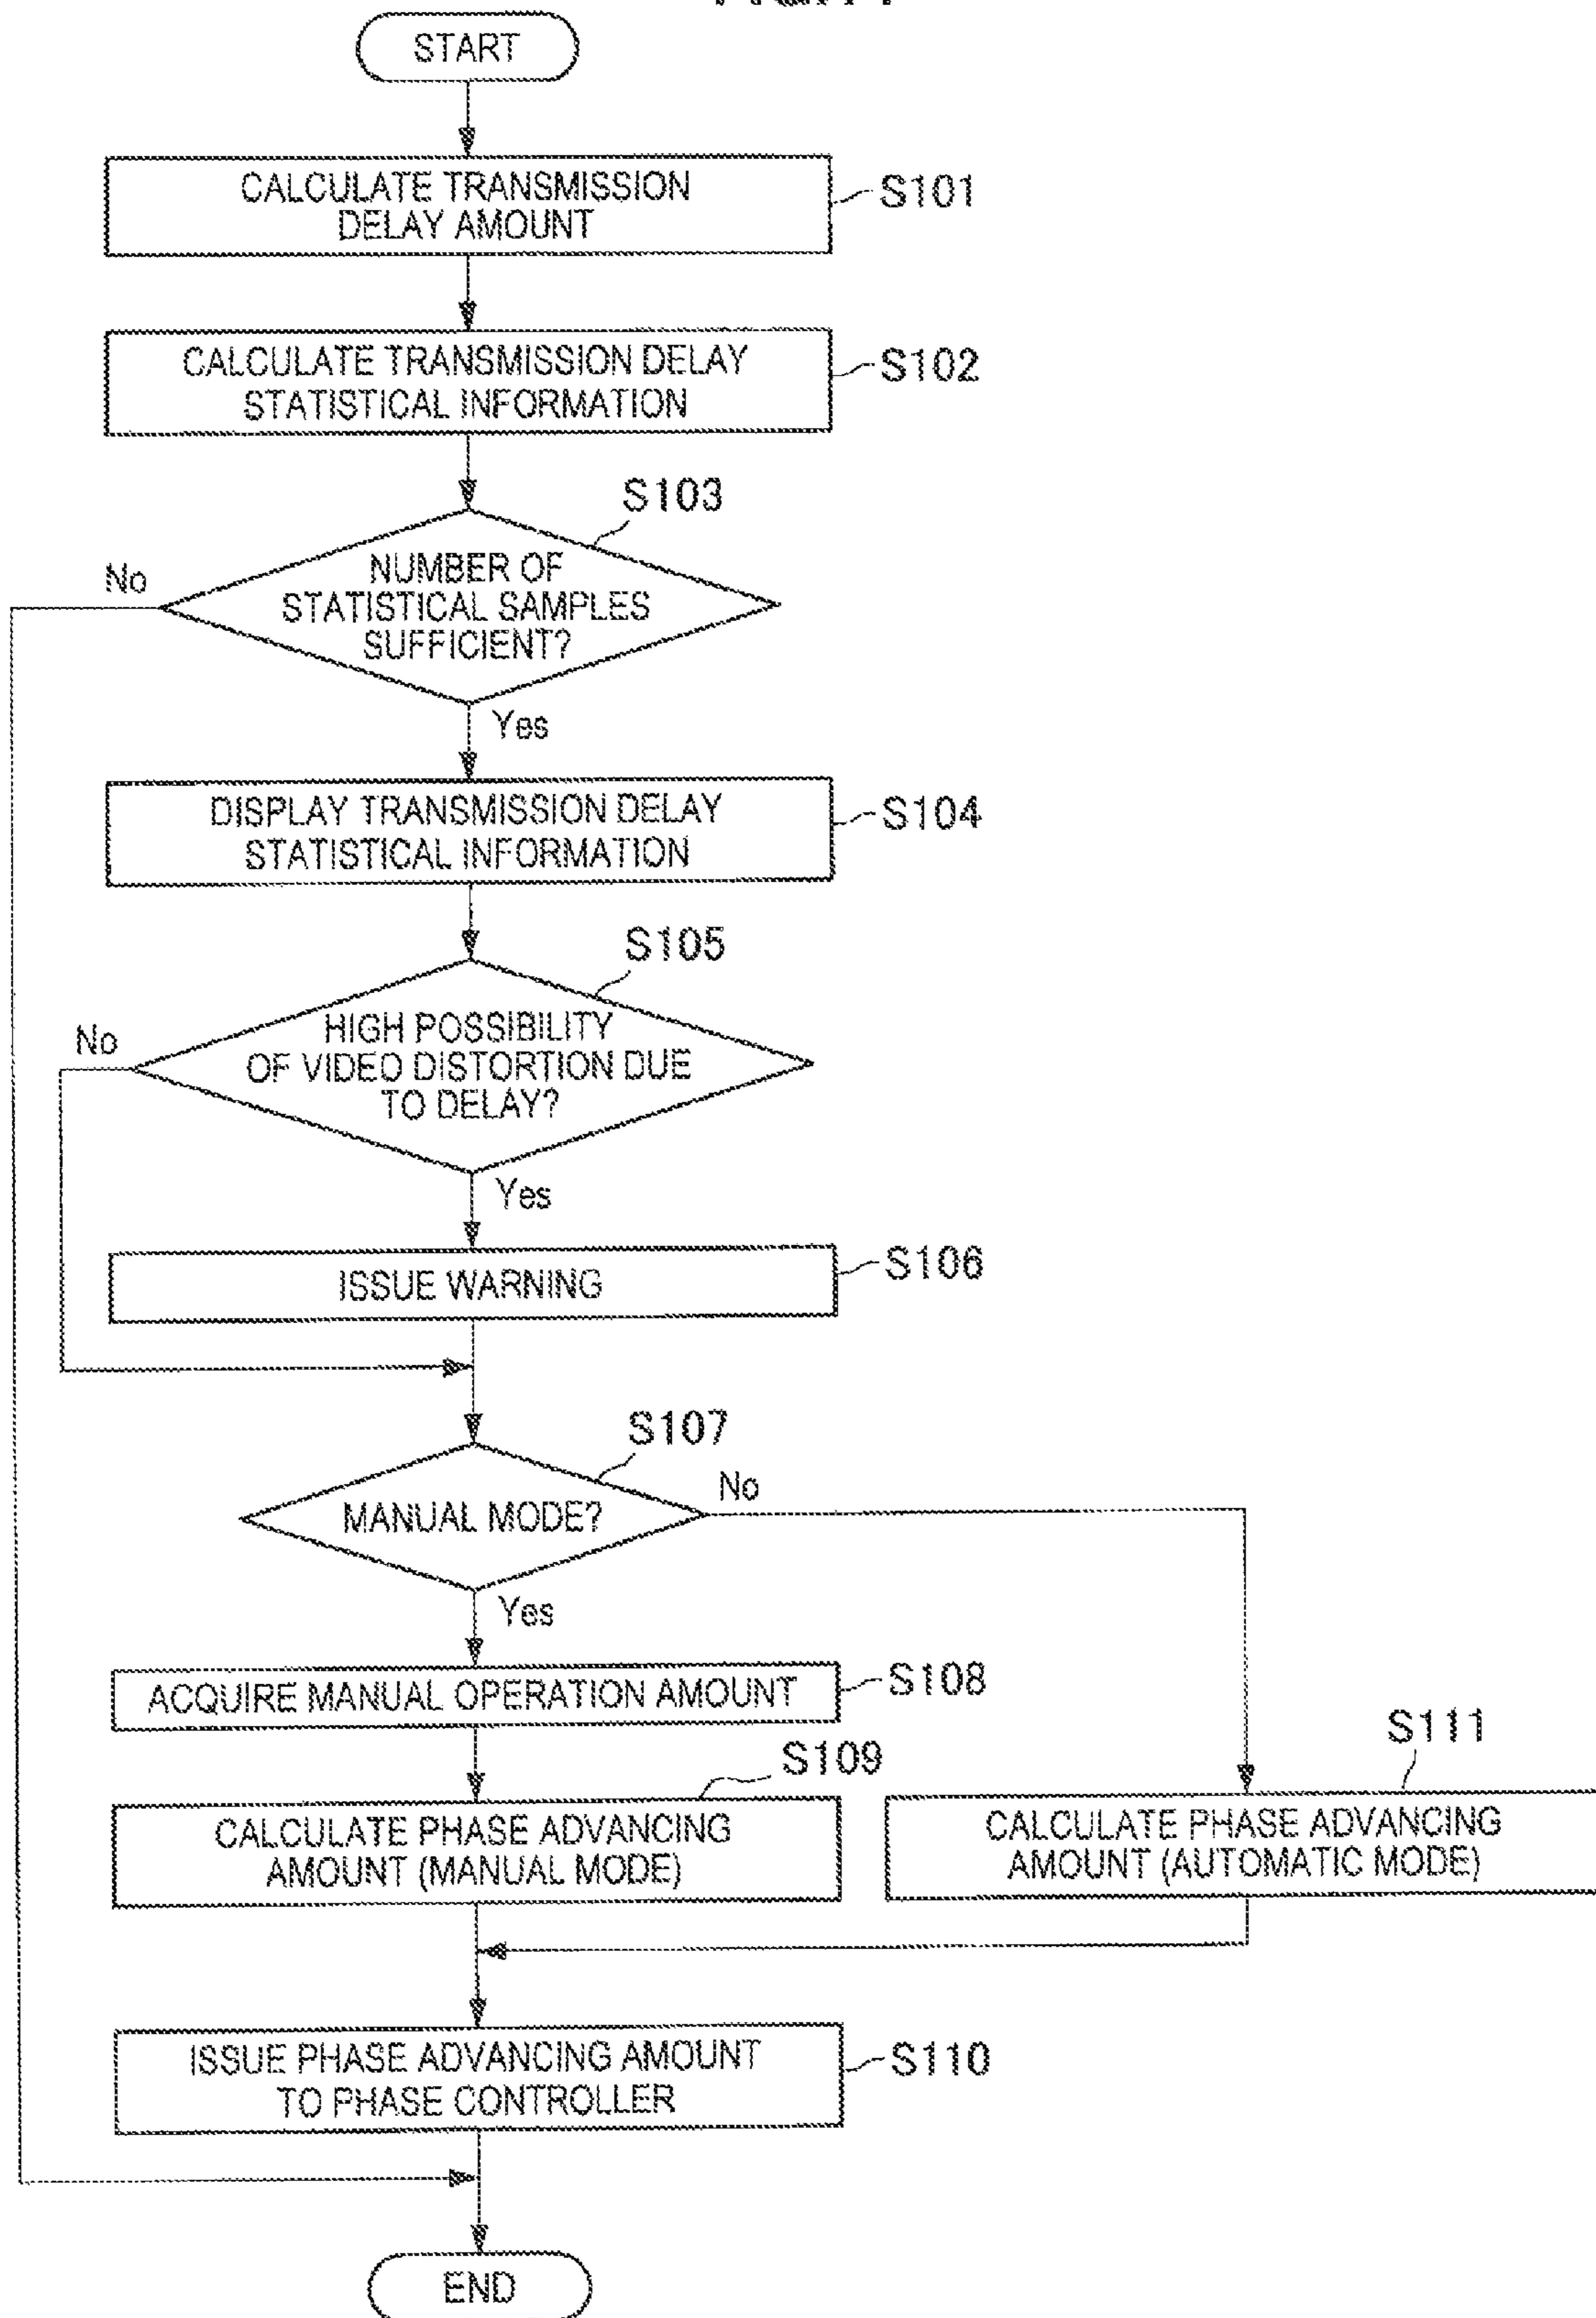 START
CALCULATE TRANSMISSION
DELAY AMOUNT
S101
CALCULATE TRANSMISSION DELAY
STATISTICAL INFORMATION
S102
S103
NUMBER OF
STATISTICAL SAMPLES
SUFFICIENT?
No
Yes
DISPLAY TRANSMISSION DELAY
STATISTICAL INFORMATION
S104
S105
HIGH POSSIBILITY
OF VIDEO DISTORTION DUE
TO DELAY?
No
Yes
ISSUE WARNING
S106
S107
MANUAL MODE?
No
Yes
ACQUIRE MANUAL OPERATION AMOUNT
S108
S109
CALCULATE PHASE ADVANCING
AMOUNT (MANUAL MODE)
S111
CALCULATE PHASE ADVANCING
AMOUNT (AUTOMATIC MODE)
ISSUE PHASE ADVANCING AMOUNT
TO PHASE CONTROLLER
S110
END